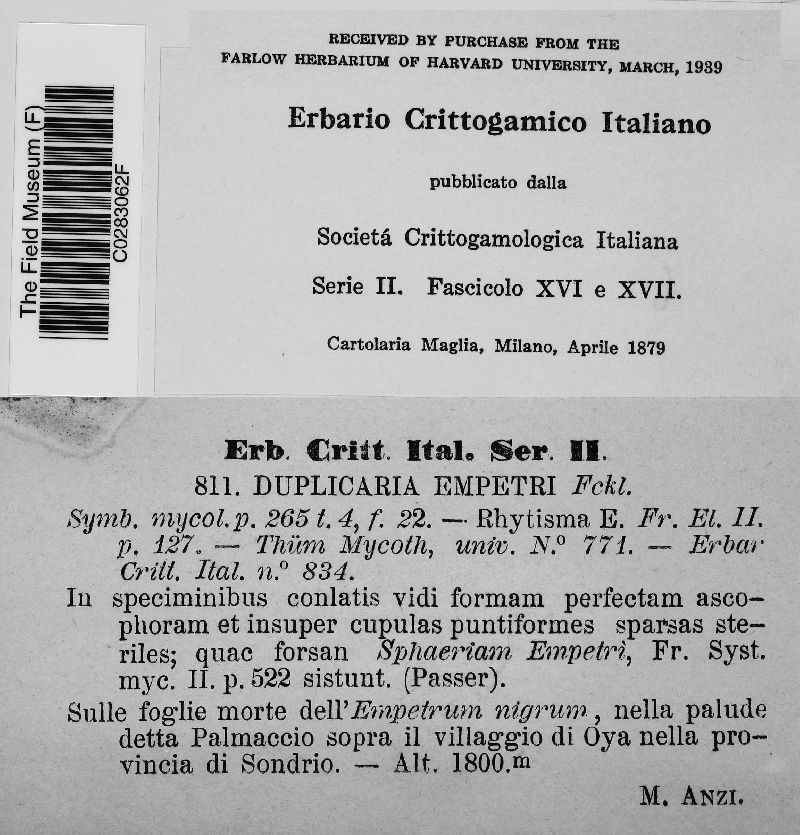 RECEIVED BY PURCHASE FROM THE
FARLOW HERBARIUM OF HARVARD UNIVERSITY, MARCH, 1939
Erbario Crittogamico Italiano
pubblicato dalla
Societá Crittogamologica Italiana
Serie II. Fascicolo XVI e XVII.
Cartolaria Maglia, Milano, Aprile 1879
The Field Museum (F)
C0283062F
Erb. Critt. Ital. Ser. II.
811. DUPLICARIA EMPETRI Fckl.
Symb. mycol. p. 265 t. 4, f. 22. — Rhytisma E. Fr. El. II.
p. 127. — Thüm Mycoth, univ. N.º 771. — Erbar
Critt. Ital. n.º 834.
In speciminibus conlatis vidi formam perfectam asco-
phoram et insuper cupulas puntiformes sparsas ste-
riles; quae forsan Sphaeriam Empetri, Fr. Syst.
myc. II. p. 522 sistunt. (Passer).
Sulle foglie morte dell'Empetrum nigrum, nella palude
detta Palmaccio sopra il villaggio di Oya nella pro-
vincia di Sondrio. — Alt. 1800.m
M. ANZI.